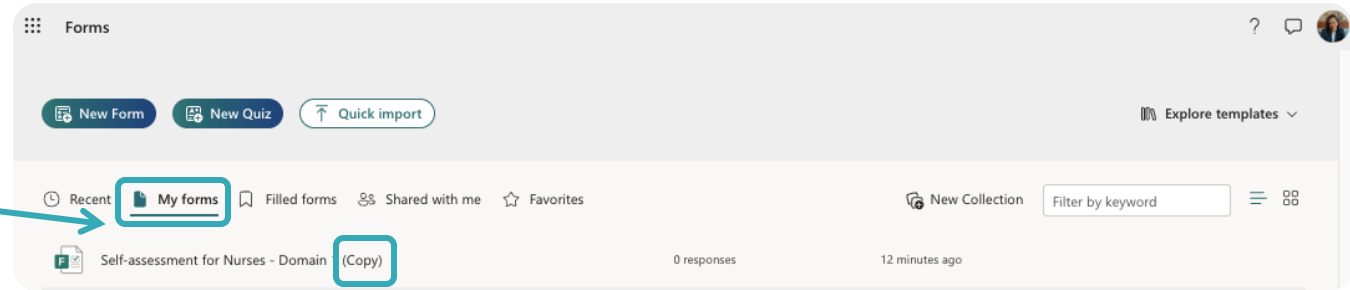 Forms
?
New Form New Quiz Quick import Explore templates
Recent My forms Filled forms Shared with me Favorites New Collection Filter by keyword
F Self-assessment for Nurses - Domain (Copy) 0 responses 12 minutes ago